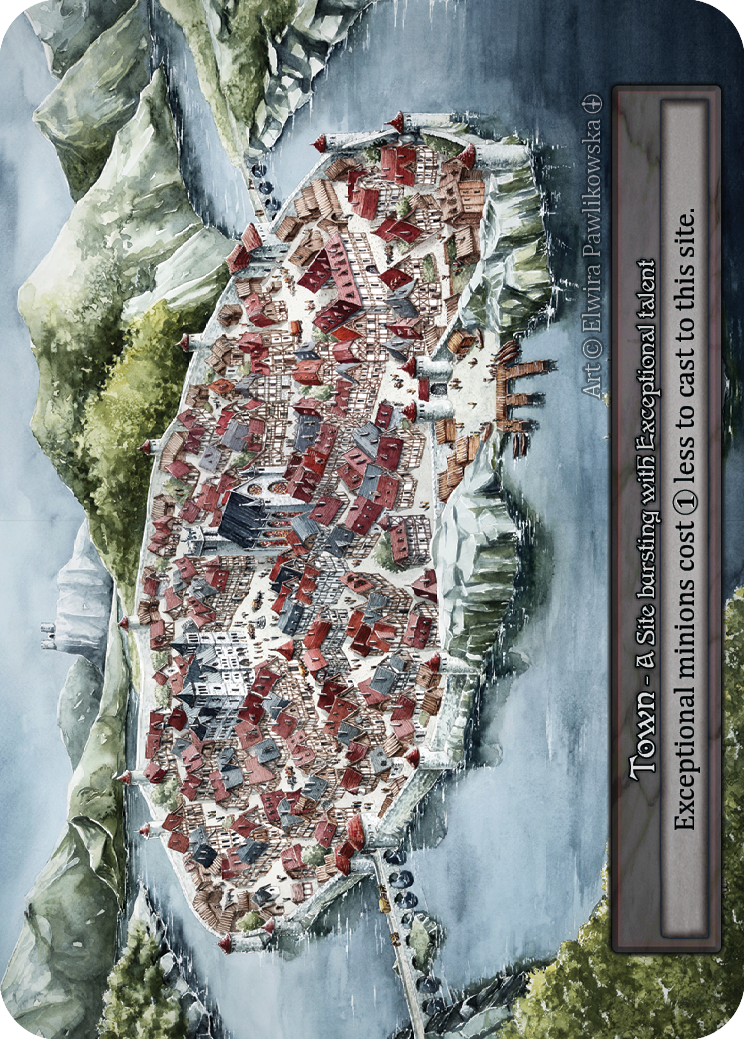 Art © Elwira Pawlikowska
Town - A Site bursting with Exceptional talent
Exceptional minions cost ① less to cast to this site.